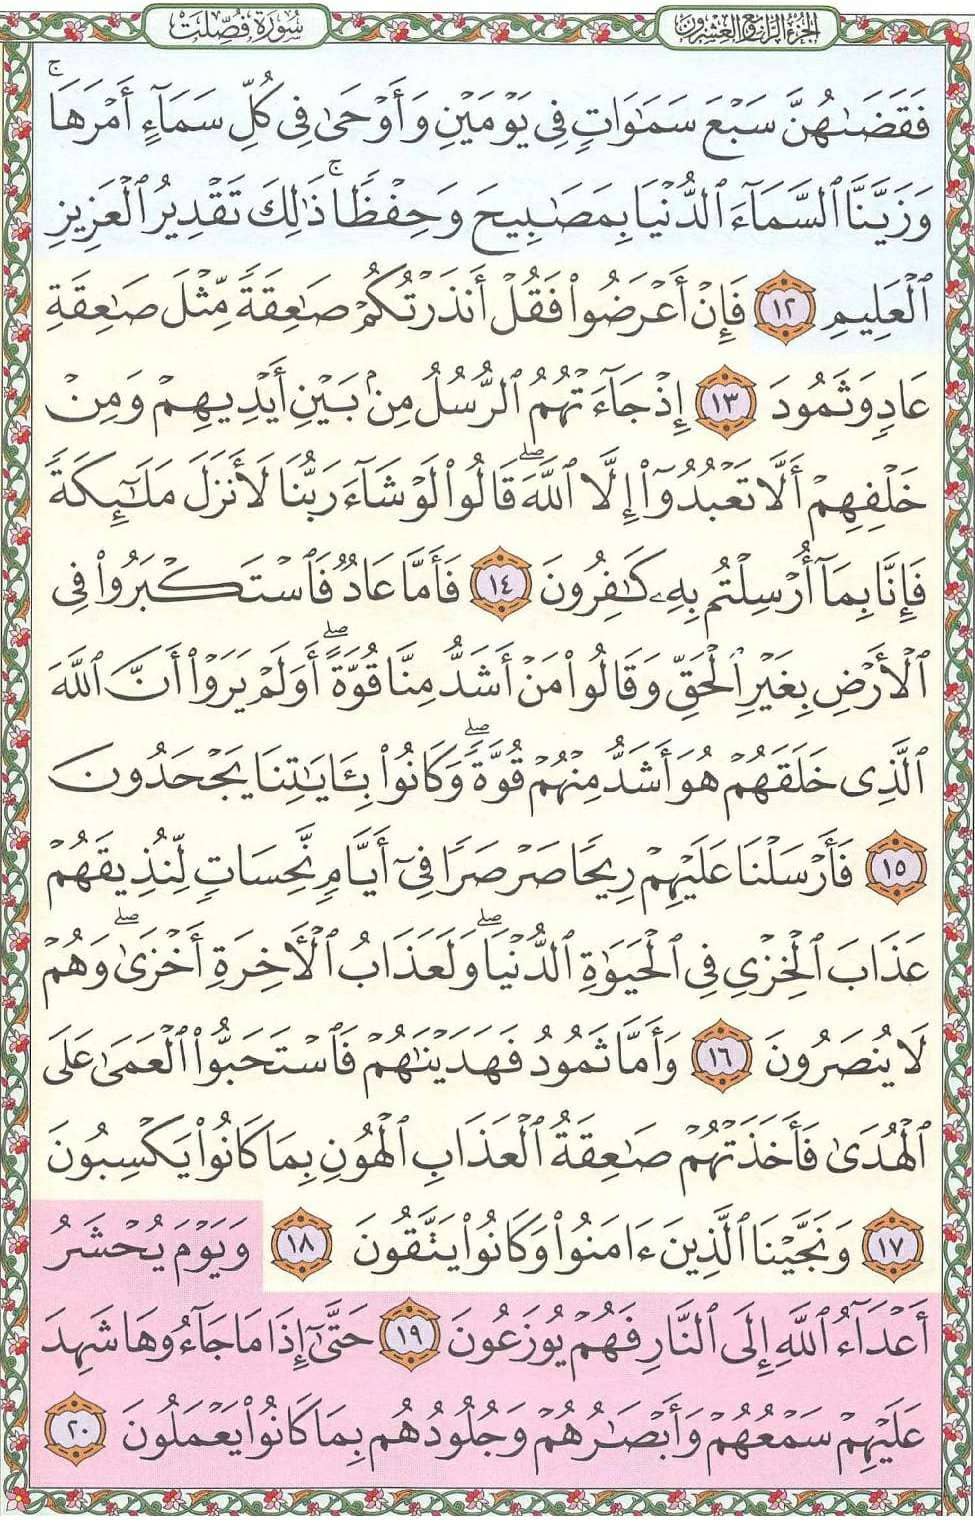 الجزء الرابع والعشرون
سورة فصلت
فَقَضَىٰهُنَّ سَبْعَ سَمَٰوَاتٍ فِى يَوْمَيْنِ وَأَوْحَىٰ فِى كُلِّ سَمَآءٍ أَمْرَهَا ۚ
وَزَيَّنَّا ٱلسَّمَآءَ ٱلدُّنْيَا بِمَصَٰبِيحَ وَحِفْظًا ۚ ذَٰلِكَ تَقْدِيرُ ٱلْعَزِيزِ
ٱلْعَلِيمِ ١٢ فَإِنْ أَعْرَضُوا۟ فَقُلْ أَنذَرْتُكُمْ صَٰعِقَةً مِّثْلَ صَٰعِقَةِ
عَادٍ وَثَمُودَ ١٣ إِذْ جَآءَتْهُمُ ٱلرُّسُلُ مِنۢ بَيْنِ أَيْدِيهِمْ وَمِنْ
خَلْفِهِمْ أَلَّا تَعْبُدُوٓا۟ إِلَّا ٱللَّهَ ۖ قَالُوا۟ لَوْ شَآءَ رَبُّنَا لَأَنزَلَ مَلَٰٓئِكَةً
فَإِنَّا بِمَآ أُرْسِلْتُم بِهِۦ كَٰفِرُونَ ١٤ فَأَمَّا عَادٌ فَٱسْتَكْبَرُوا۟ فِى
ٱلْأَرْضِ بِغَيْرِ ٱلْحَقِّ وَقَالُوا۟ مَنْ أَشَدُّ مِنَّا قُوَّةً ۖ أَوَلَمْ يَرَوْا۟ أَنَّ ٱللَّهَ
ٱلَّذِى خَلَقَهُمْ هُوَ أَشَدُّ مِنْهُمْ قُوَّةً ۖ وَكَانُوا۟ بِـَٔايَٰتِنَا يَجْحَدُونَ
١٥ فَأَرْسَلْنَا عَلَيْهِمْ رِيحًا صَرْصَرًا فِىٓ أَيَّامٍ نَّحِسَاتٍ لِّنُذِيقَهُمْ
عَذَابَ ٱلْخِزْىِ فِى ٱلْحَيَوٰةِ ٱلدُّنْيَا ۖ وَلَعَذَابُ ٱلْأَخِرَةِ أَخْزَىٰ ۖ وَهُمْ
لَا يُنصَرُونَ ١٦ وَأَمَّا ثَمُودُ فَهَدَيْنَٰهُمْ فَٱسْتَحَبُّوا۟ ٱلْعَمَىٰ عَلَى
ٱلْهُدَىٰ فَأَخَذَتْهُمْ صَٰعِقَةُ ٱلْعَذَابِ ٱلْهُونِ بِمَا كَانُوا۟ يَكْسِبُونَ
١٧ وَنَجَّيْنَا ٱلَّذِينَ ءَامَنُوا۟ وَكَانُوا۟ يَتَّقُونَ ١٨ وَيَوْمَ يُحْشَرُ
أَعْدَآءُ ٱللَّهِ إِلَى ٱلنَّارِ فَهُمْ يُوزَعُونَ ١٩ حَتَّىٰٓ إِذَا مَا جَآءُوهَا شَهِدَ
عَلَيْهِمْ سَمْعُهُمْ وَأَبْصَٰرُهُمْ وَجُلُودُهُم بِمَا كَانُوا۟ يَعْمَلُونَ ٢٠